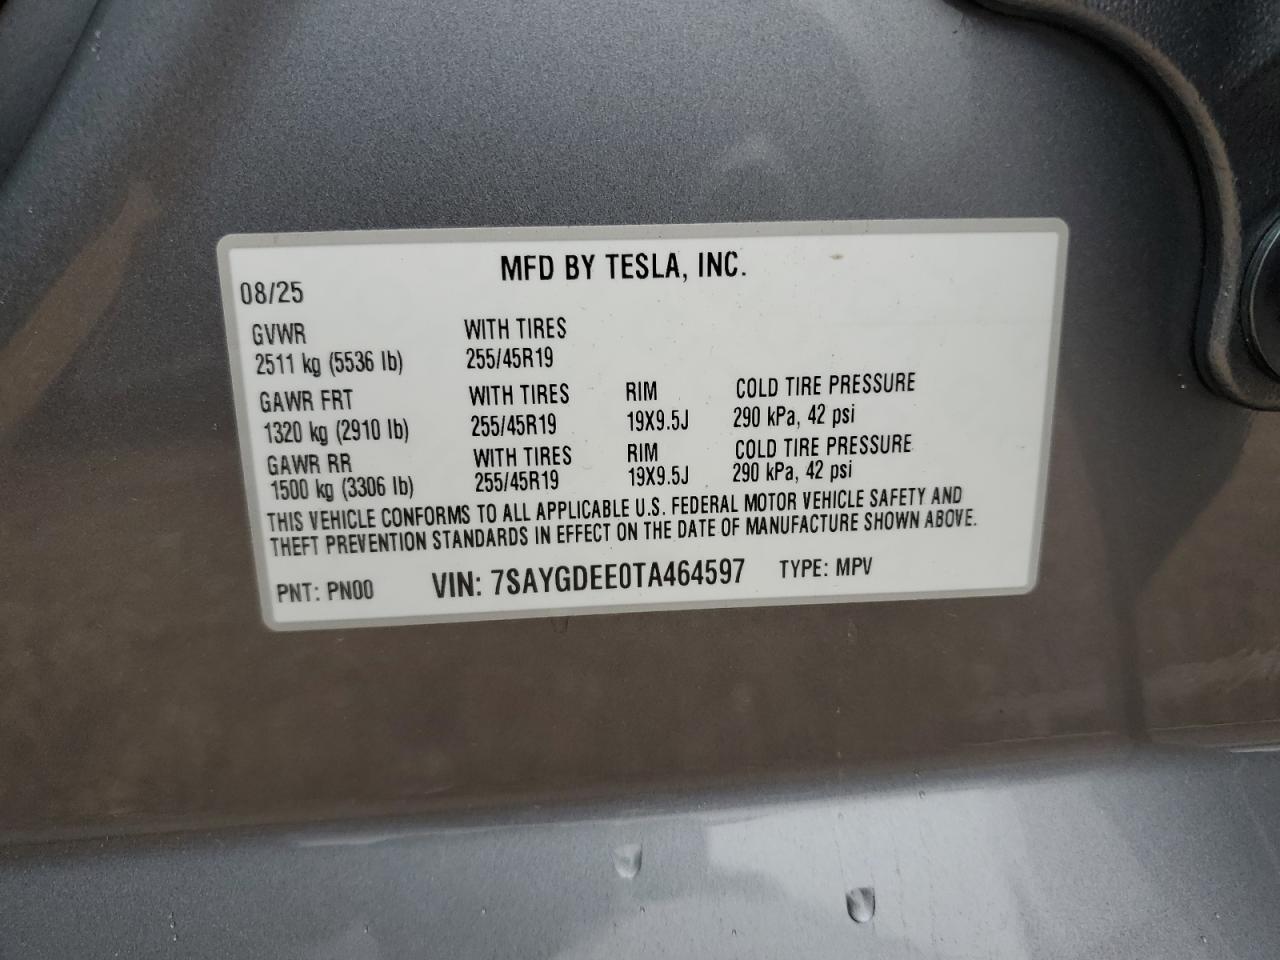 MFD BY TESLA, INC.
08/25
GVWR WITH TIRES
2511 kg (5536 lb) 255/45R19
GAWR FRT WITH TIRES RIM COLD TIRE PRESSURE
1320 kg (2910 lb) 255/45R19 19X9.5J 290 kPa, 42 psi
GAWR RR WITH TIRES RIM COLD TIRE PRESSURE
1500 kg (3306 lb) 255/45R19 19X9.5J 290 kPa, 42 psi
THIS VEHICLE CONFORMS TO ALL APPLICABLE U.S. FEDERAL MOTOR VEHICLE SAFETY AND
THEFT PREVENTION STANDARDS IN EFFECT ON THE DATE OF MANUFACTURE SHOWN ABOVE.
PNT: PN00 VIN: 7SAYGDEE0TA464597 TYPE: MPV